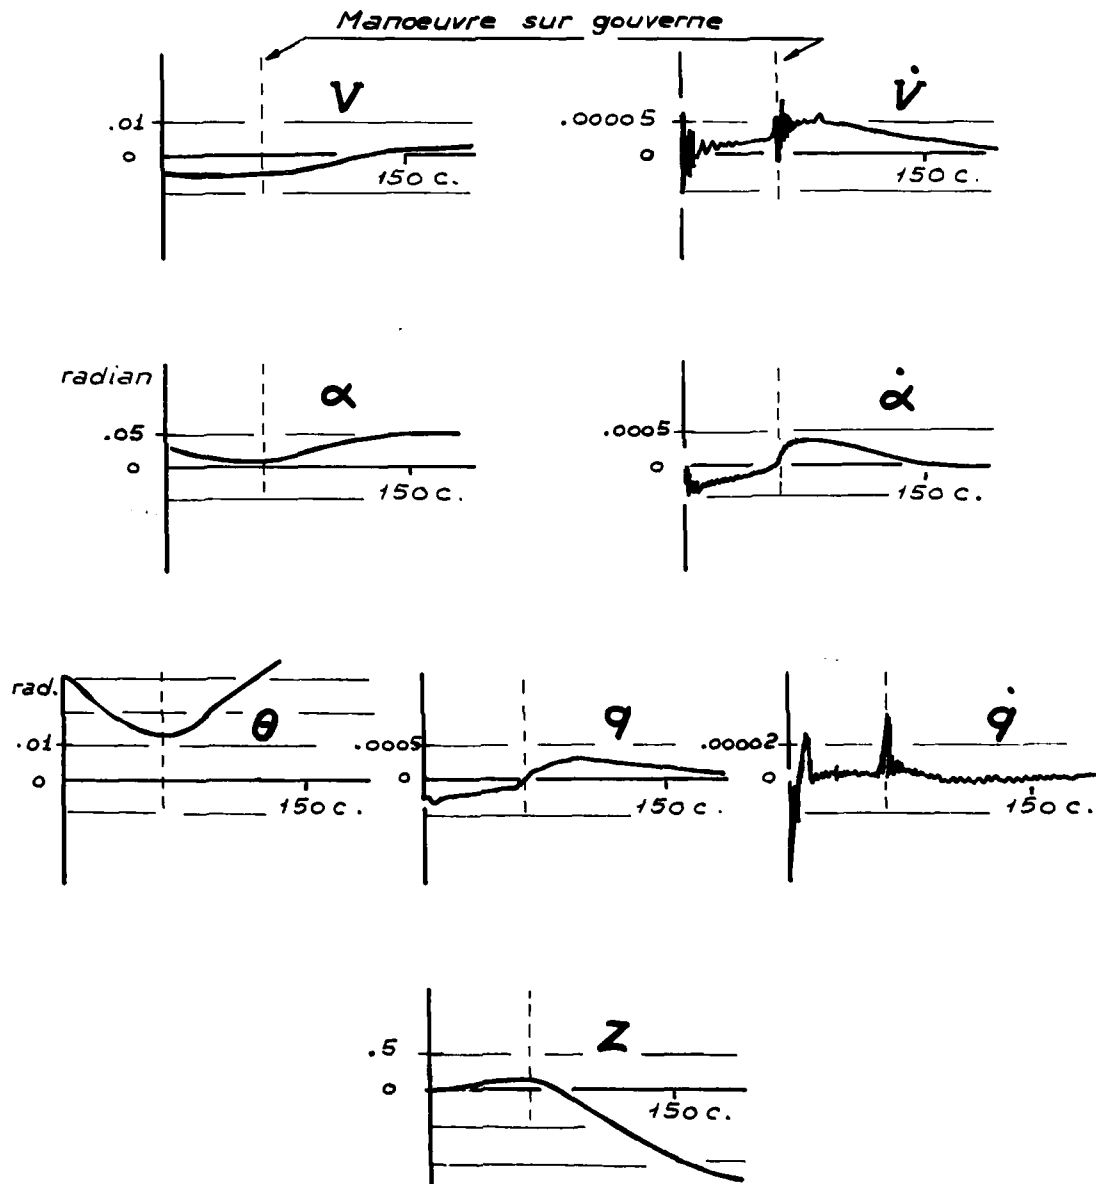 Manœuvre sur gouverne
V V̇
.01 .00005
0 0
150 c. 150 c.
radian α α̇
.05 .0005
0 0
150 c. 150 c.
rad. θ q q̇
.01 .0005 .00002
0 0 0
150 c. 150 c. 150 c.
Z
.5
0
150 c.